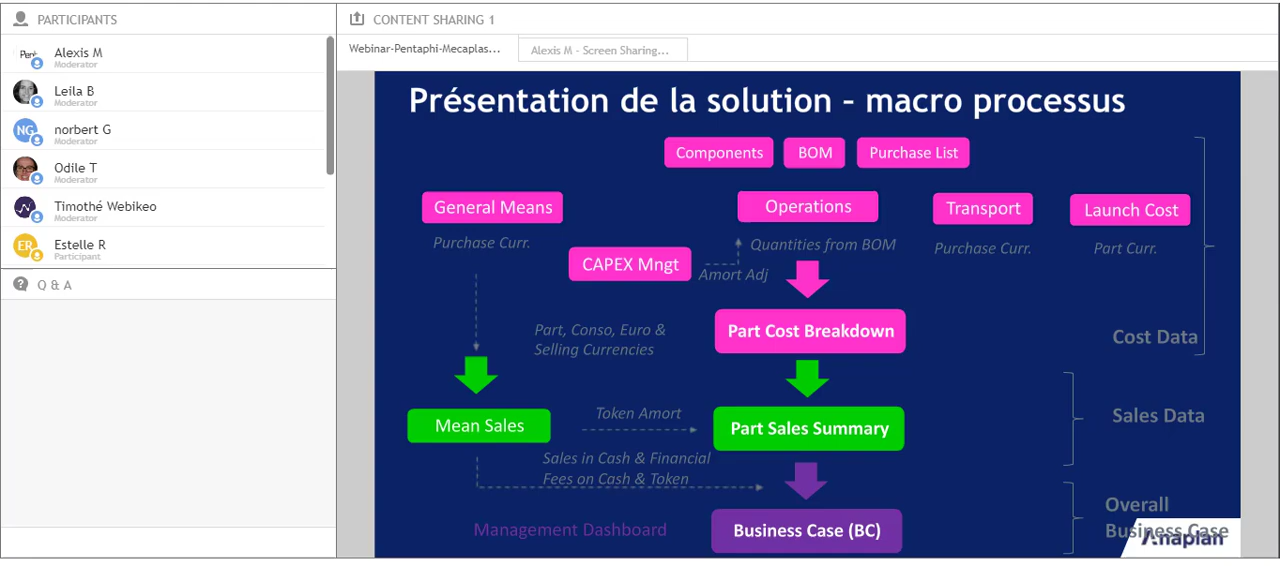 PARTICIPANTS
Alexis M
Moderator
Leila B
Moderator
NG
norbert G
Moderator
Odile T
Moderator
Timothé Webikeo
Moderator
ER
Estelle R
Participant
Q & A
CONTENT SHARING 1
Webinar-Pentaphi-Mecaplas...
Alexis M - Screen Sharing...
Présentation de la solution – macro processus
Components
BOM
Purchase List
General Means
Operations
Transport
Launch Cost
Purchase Curr.
Quantities from BOM
Purchase Curr.
Part Curr.
CAPEX Mngt
Amort Adj
Part, Conso, Euro &
Selling Currencies
Part Cost Breakdown
Cost Data
Mean Sales
Token Amort
Part Sales Summary
Sales Data
Sales in Cash & Financial
Fees on Cash & Token
Management Dashboard
Business Case (BC)
Overall
Business Case
Anaplan